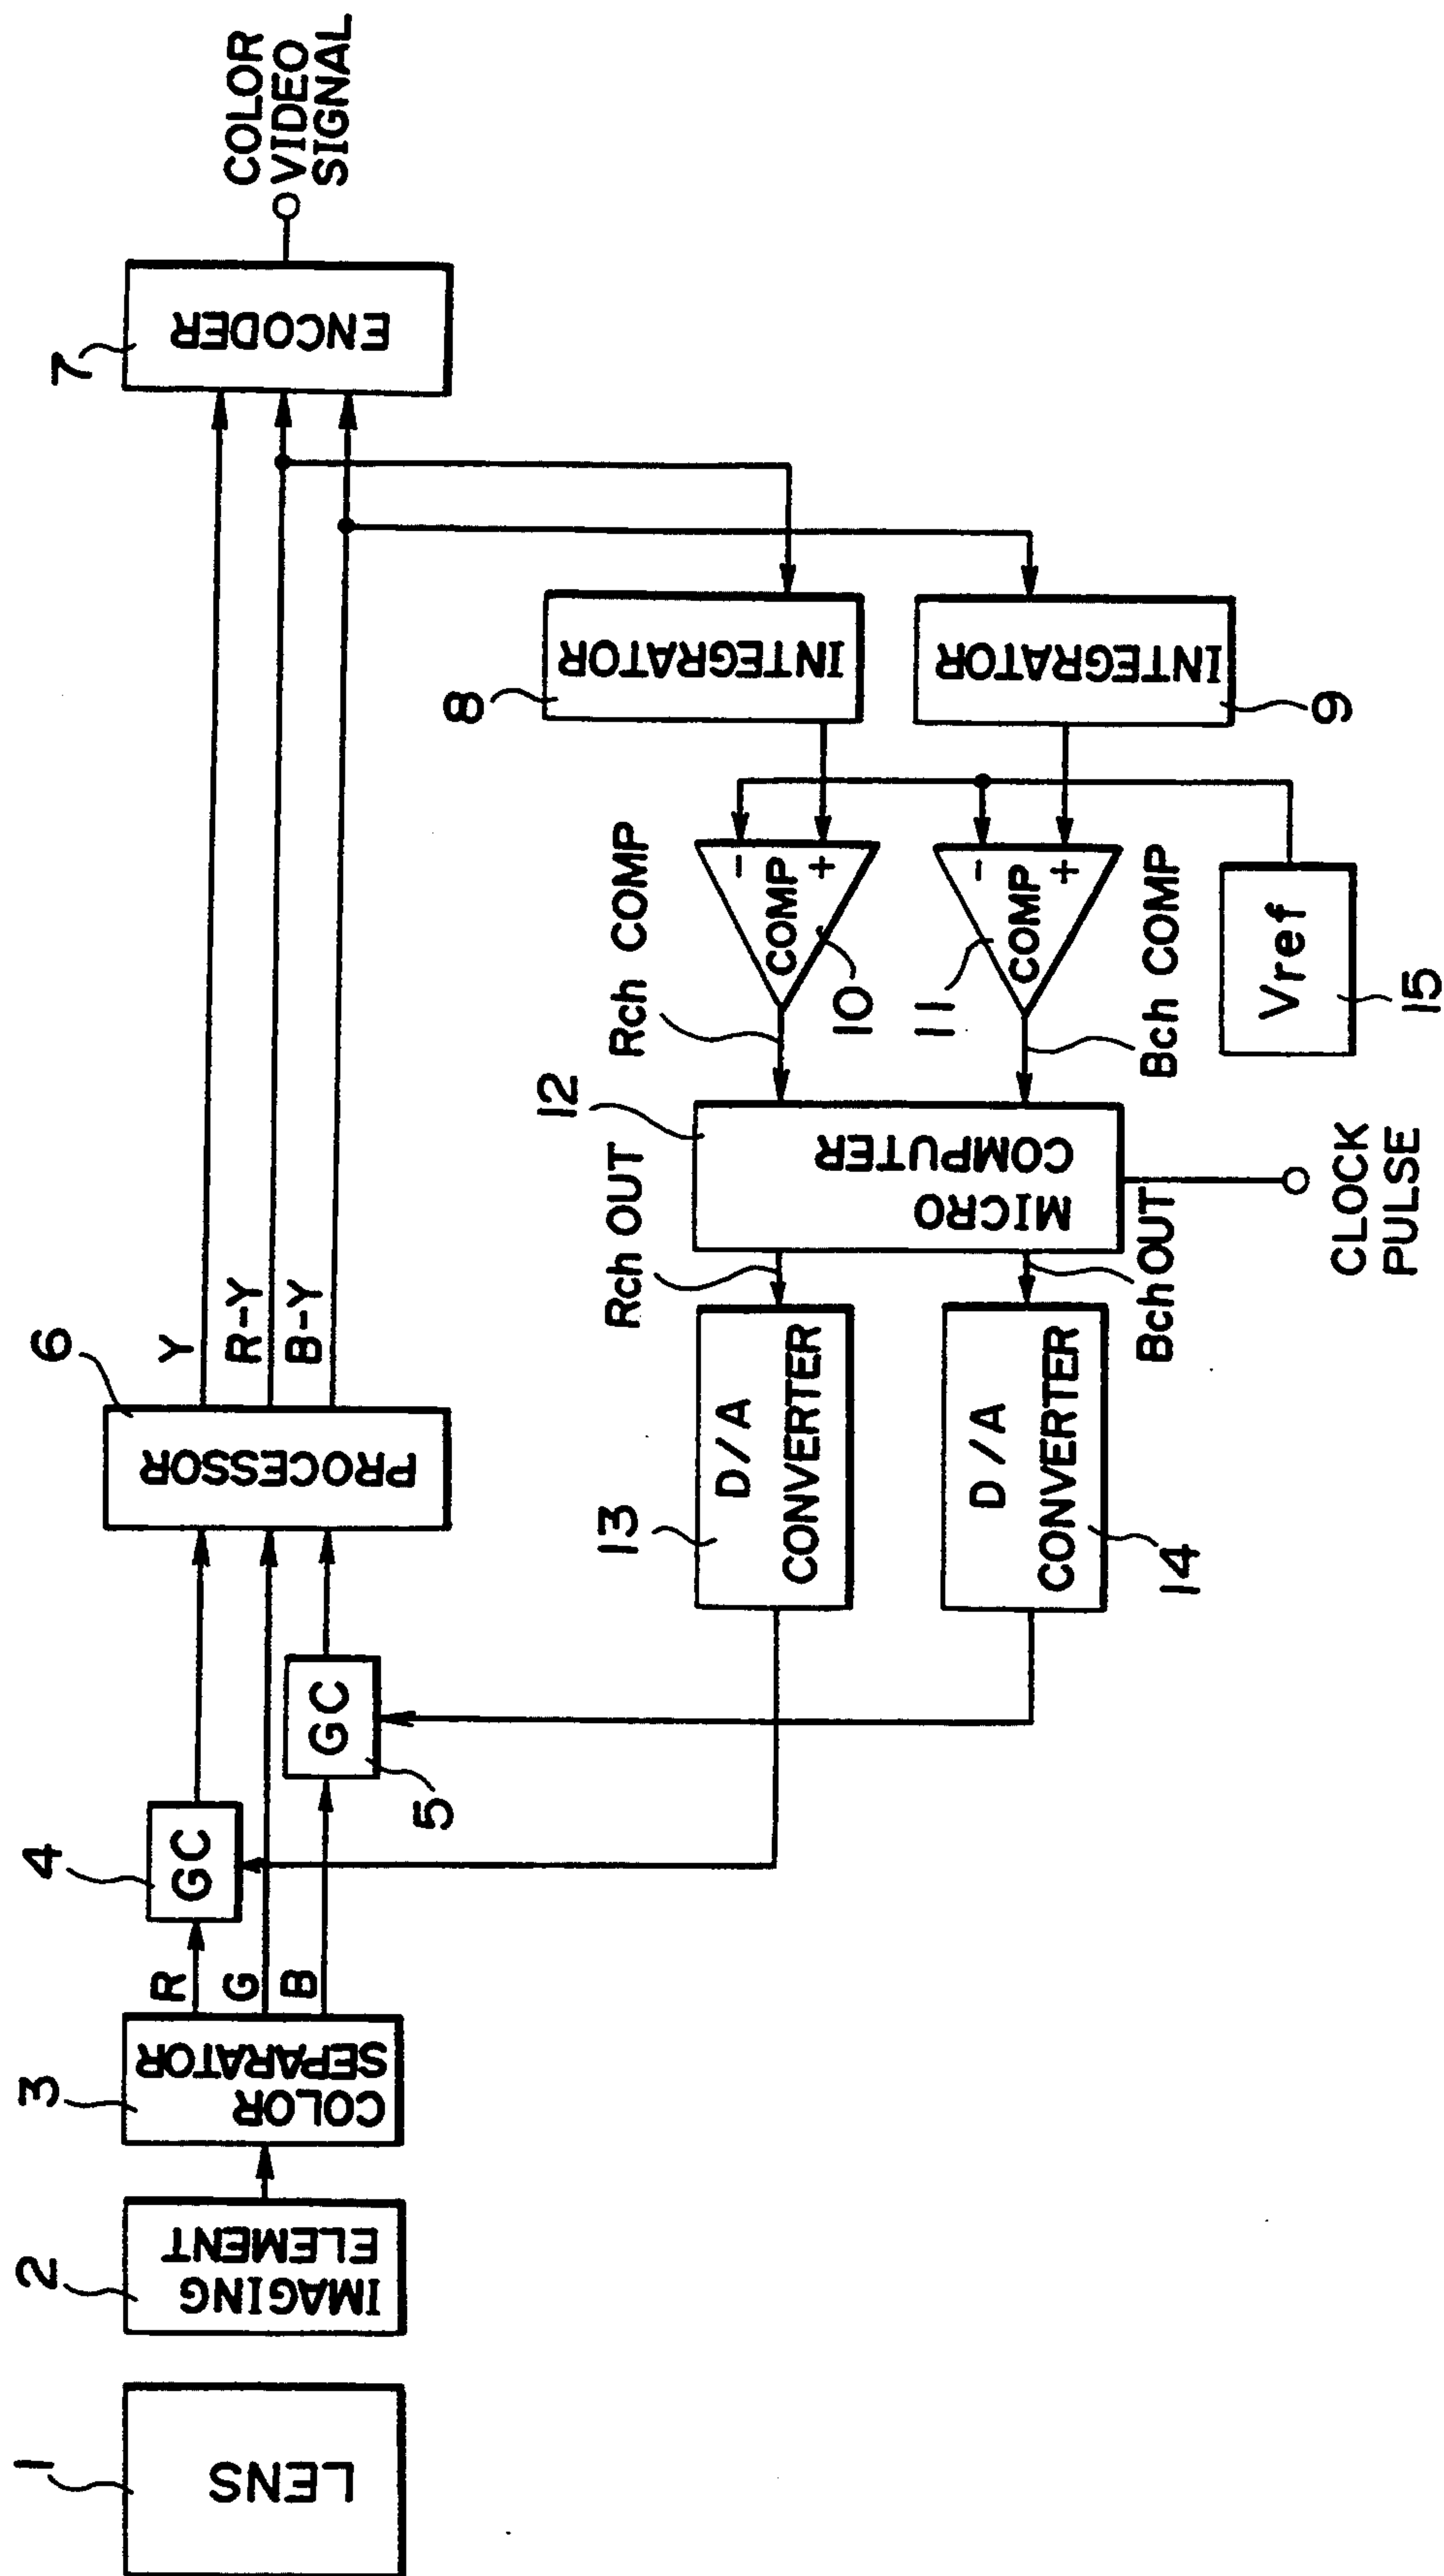 1
LENS
2
IMAGING
ELEMENT
3
COLOR
SEPARATOR
R
G
B
4
GC
5
GC
6
PROCESSOR
Y
R-Y
B-Y
7
ENCODER
COLOR
VIDEO
SIGNAL
8
INTEGRATOR
9
INTEGRATOR
Rch COMP
-
COMP
+
10
11
-
COMP
+
Bch COMP
Vref
15
12
MICRO
COMPUTER
Rch OUT
Bch OUT
CLOCK
PULSE
13
D/A
CONVERTER
14
D/A
CONVERTER